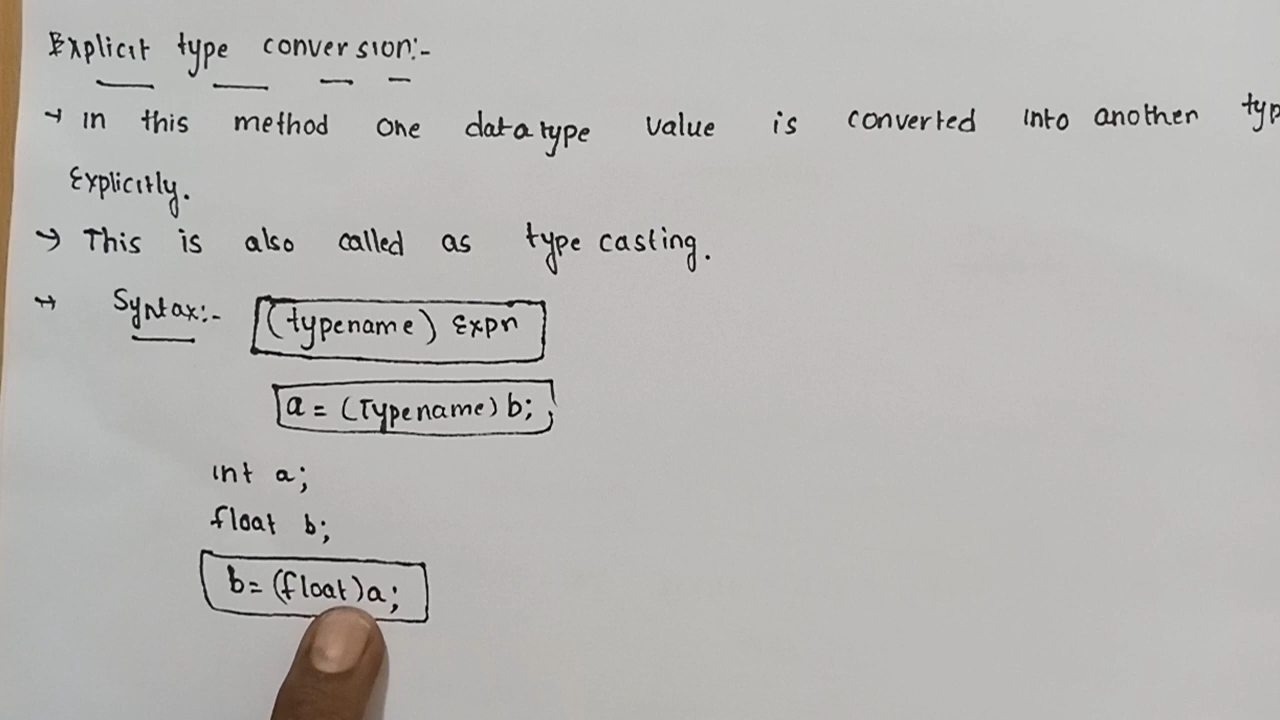 Explicit type conversion:-
→ in this method one datatype value is converted into another typ
Explicitly.
→ This is also called as type casting.
→ Syntax:- (typename) Expn
a = (Typename) b;
int a;
float b;
b=(float)a;